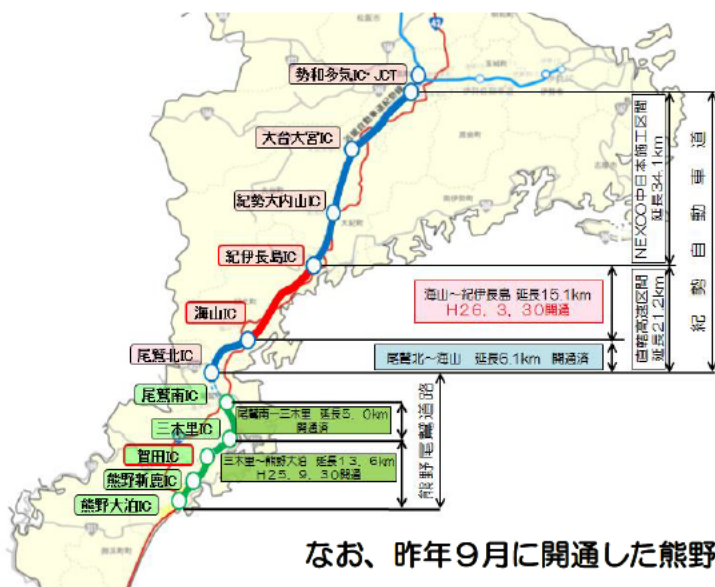 勢和多気IC・JCT
大台大宮IC
紀勢大内山IC
紀伊長島IC
海山IC
尾鷲北IC
尾鷲南IC
三木里IC
賀田IC
熊野新鹿IC
熊野大泊IC
42
NEXCO中日本施工区間
延長34.1km
紀勢自動車道
直轄高速区間
延長21.2km
海山～紀伊長島 延長15.1km
H26．3．30開通
尾鷲北～海山 延長6.1km 開通済
熊野尾鷲道路
尾鷲南～三木里 延長5．0km
開通済
三木里～熊野大泊 延長13．6km
H25．9．30開通
なお、昨年９月に開通した熊野